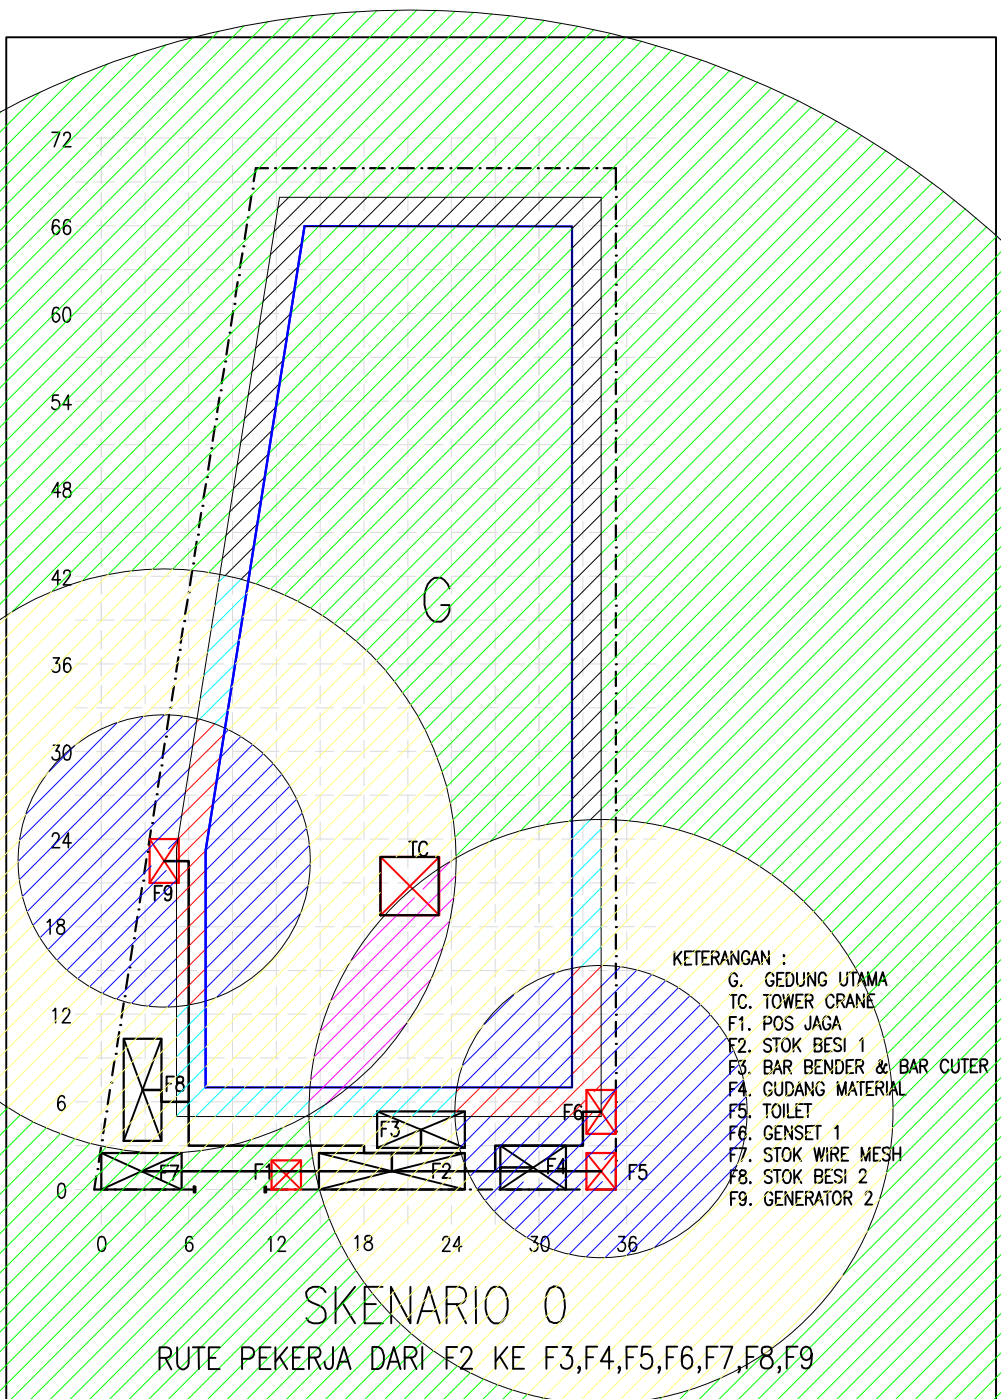 72
66
60
54
48
42
36
30
24
18
12
6
0
G
TC
F9
F8
F7
F1
F3
F2
F4
F6
F5
KETERANGAN :
G. GEDUNG UTAMA
TC. TOWER CRANE
F1. POS JAGA
F2. STOK BESI 1
F3. BAR BENDER & BAR CUTER
F4. GUDANG MATERIAL
F5. TOILET
F6. GENSET 1
F7. STOK WIRE MESH
F8. STOK BESI 2
F9. GENERATOR 2
0 6 12 18 24 30 36
SKENARIO 0
RUTE PEKERJA DARI F2 KE F3,F4,F5,F6,F7,F8,F9